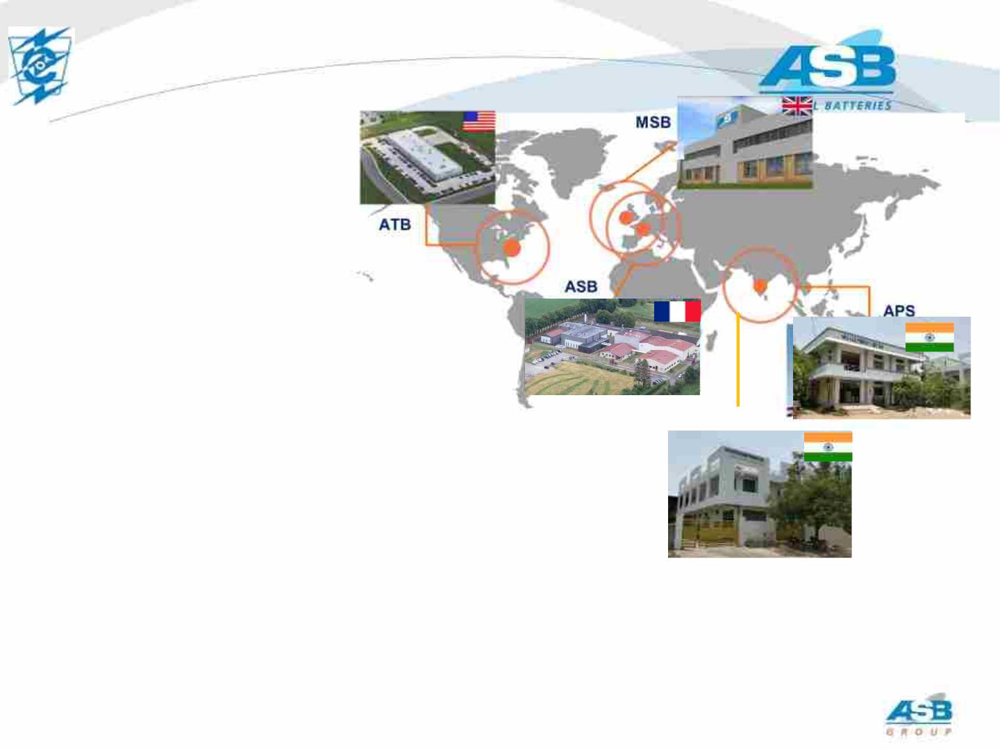 ASB
L BATTERIES
MSB
ATB
ASB
APS
ASB
GROUP